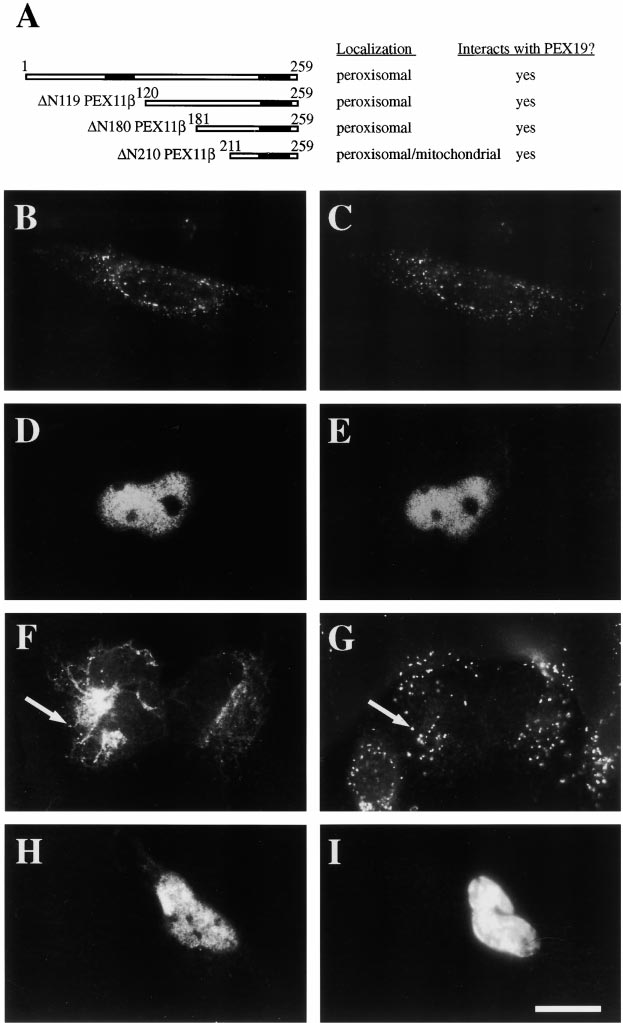 A
Localization Interacts with PEX19?
1 259 peroxisomal yes
ΔN119 PEX11β 120 259 peroxisomal yes
ΔN180 PEX11β 181 259 peroxisomal yes
ΔN210 PEX11β 211 259 peroxisomal/mitochondrial yes
B C
D E
F G
H I